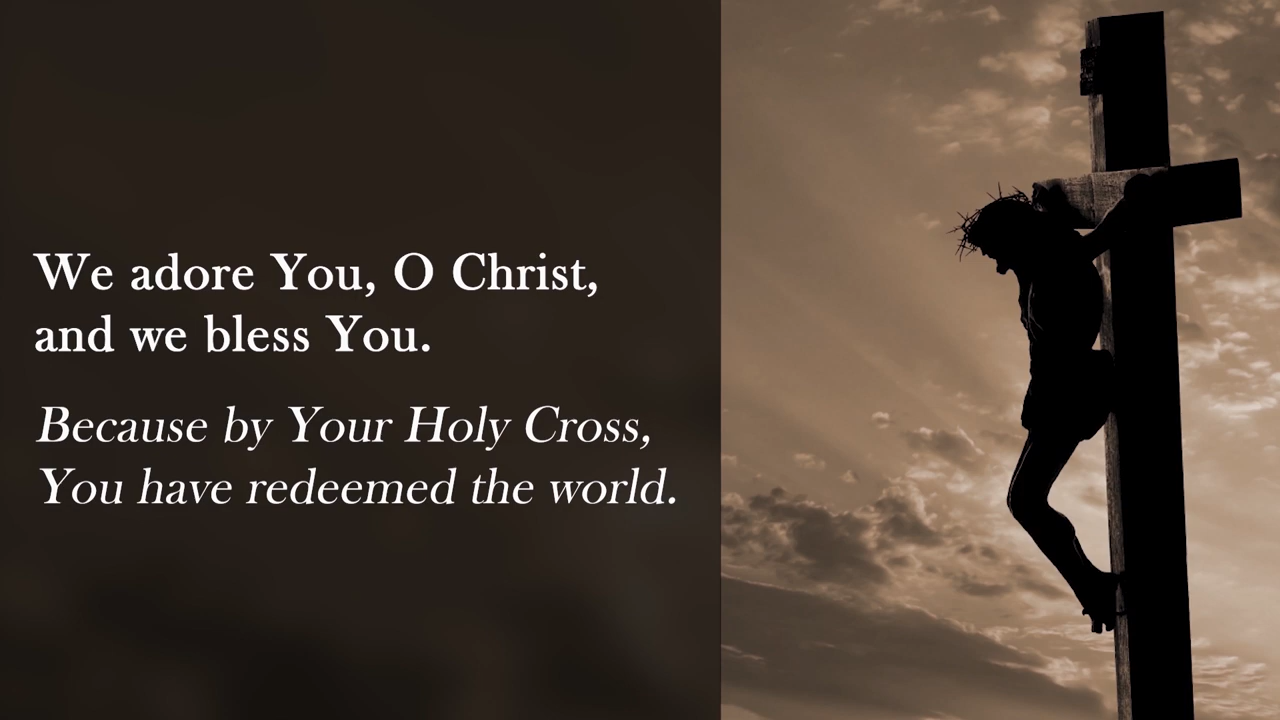 We adore You, O Christ,
and we bless You.
Because by Your Holy Cross,
You have redeemed the world.